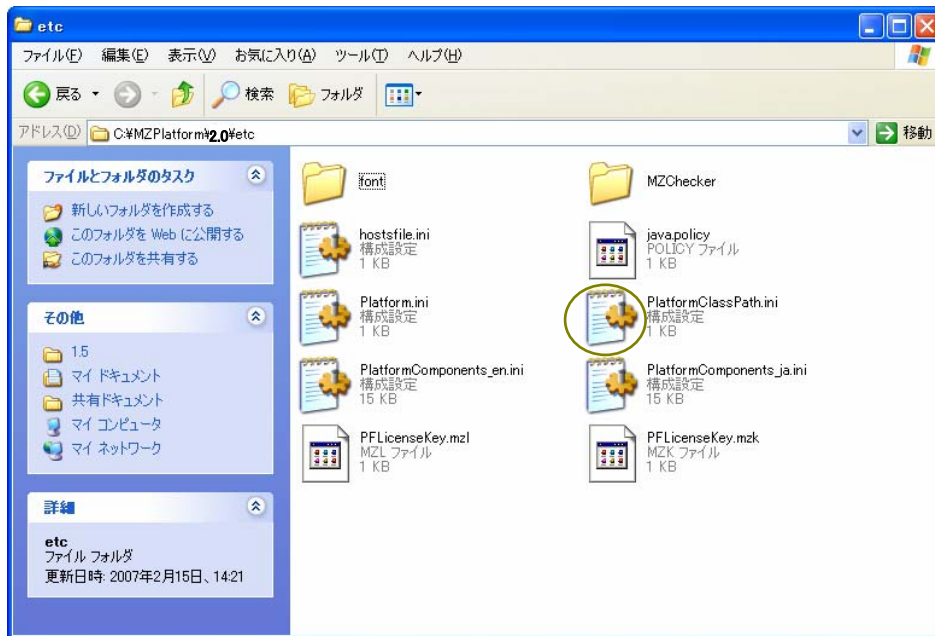 etc
ファイル(F) 編集(E) 表示(V) お気に入り(A) ツール(T) ヘルプ(H)
戻る 検索 フォルダ
アドレス(D) C:¥MZPlatform¥2.0¥etc 移動
ファイルとフォルダのタスク
新しいフォルダを作成する
このフォルダを Web に公開する
このフォルダを共有する
その他
1.5
マイ ドキュメント
共有ドキュメント
マイ コンピュータ
マイ ネットワーク
詳細
etc
ファイル フォルダ
更新日時: 2007年2月15日、14:21
font
MZChecker
hostsfile.ini
構成設定
1 KB
java.policy
POLICY ファイル
1 KB
Platform.ini
構成設定
1 KB
PlatformClassPath.ini
構成設定
1 KB
PlatformComponents_en.ini
構成設定
15 KB
PlatformComponents_ja.ini
構成設定
15 KB
PFLicenseKey.mzl
MZL ファイル
1 KB
PFLicenseKey.mzk
MZK ファイル
1 KB